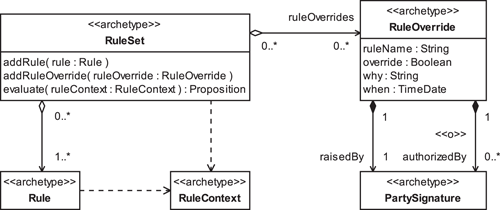 <<archetype>>
RuleSet
addRule( rule : Rule )
addRuleOverride( ruleOverride : RuleOverride )
evaluate( ruleContext : RuleContext ) : Proposition
ruleOverrides
0..*
0..*
<<archetype>>
RuleOverride
ruleName : String
override : Boolean
why : String
when : TimeDate
0..*
1..*
1
1
<<o>>
raisedBy
1
authorizedBy
0..*
<<archetype>>
Rule
<<archetype>>
RuleContext
<<archetype>>
PartySignature